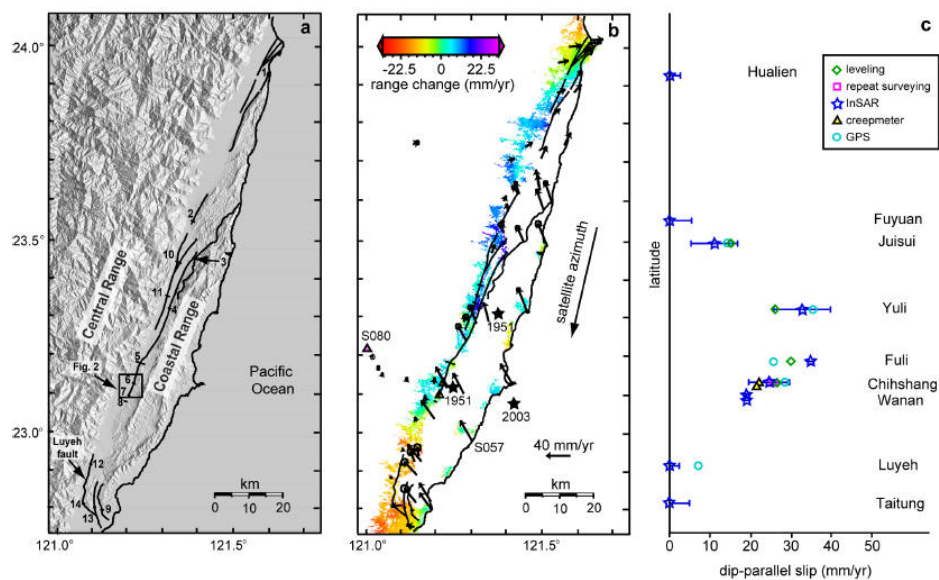 a
24.0°
23.5°
23.0°
121.0°
121.5°
1
2
10
3
11
4
5
6
7
8
12
14
9
13
Central Range
Coastal Range
Fig. 2
Luyeh
fault
Pacific
Ocean
km
0 10 20
b
-22.5 0 22.5
range change (mm/yr)
satellite azimuth
1951
S080
1951
2003
S057
40 mm/yr
km
0 10 20
121.0°
121.5°
c
leveling
repeat surveying
InSAR
creepmeter
GPS
latitude
Hualien
Fuyuan
Juisui
Yuli
Fuli
Chihshang
Wanan
Luyeh
Taitung
0 10 20 30 40 50
dip-parallel slip (mm/yr)